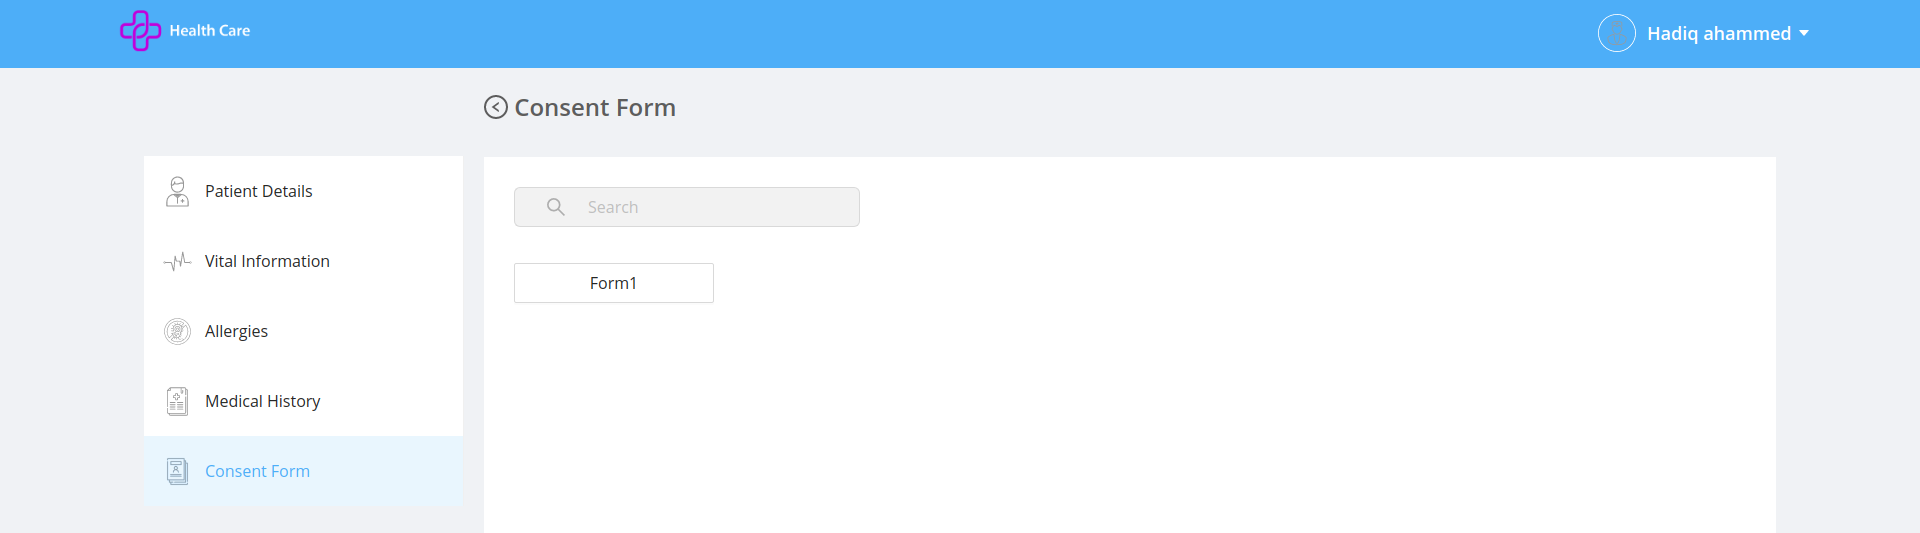 Health Care
Hadiq ahammed
Consent Form
Patient Details
Vital Information
Allergies
Medical History
Consent Form
Search
Form1